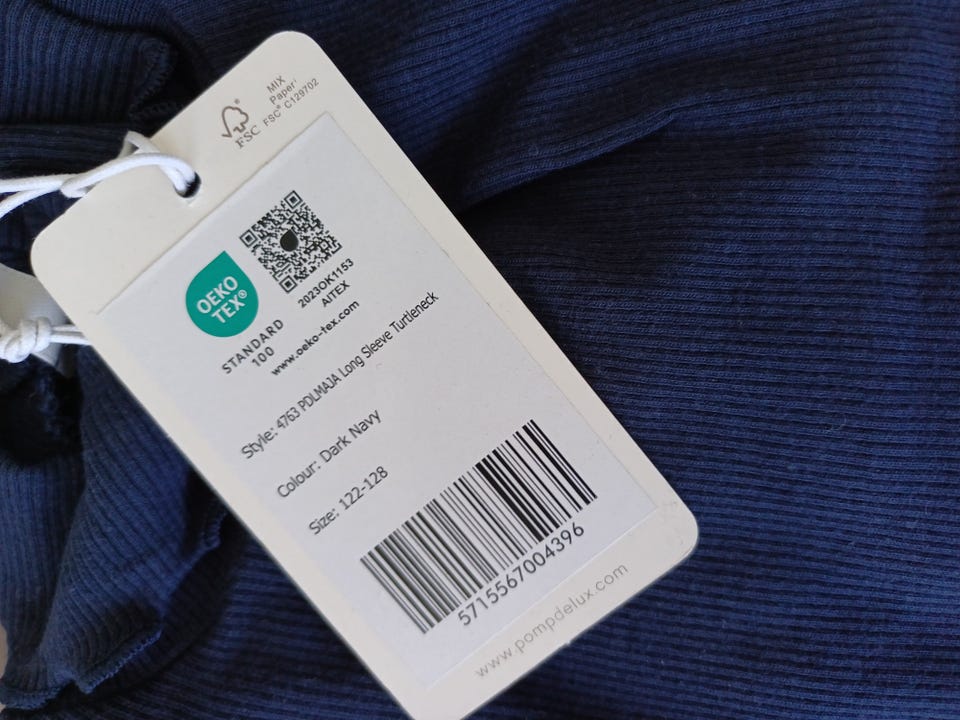 FSC
MIX
Paper
FSC® C129702
OEKO
TEX®
STANDARD
100
2023OK1153
AITEX
www.oeko-tex.com
Style: 4763 PDLMAJA Long Sleeve Turtleneck
Colour: Dark Navy
Size: 122-128
5715567004396
www.pompdelux.com